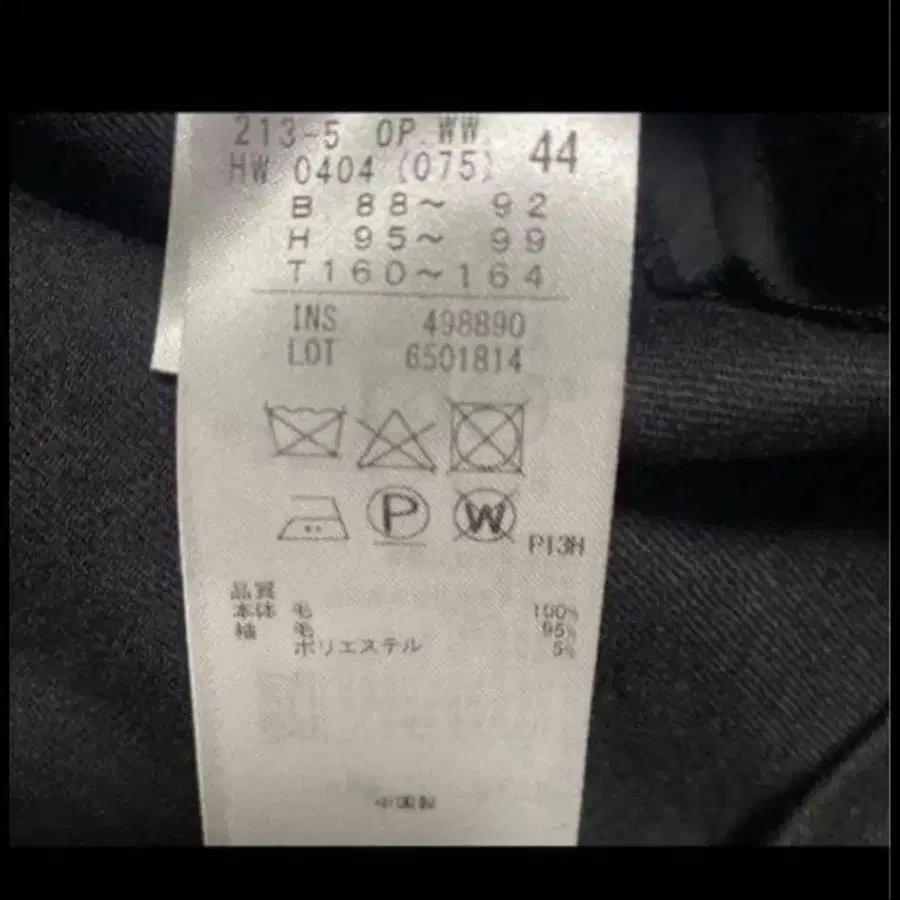 213-5 OP.WW
HW 0404 (075) 44
B 88～ 92
H 95～ 99
T160～164
INS 498890
LOT 6501814
P W
P13H
品質
本体 毛 100%
袖 毛 95%
ポリエステル 5%
中国製